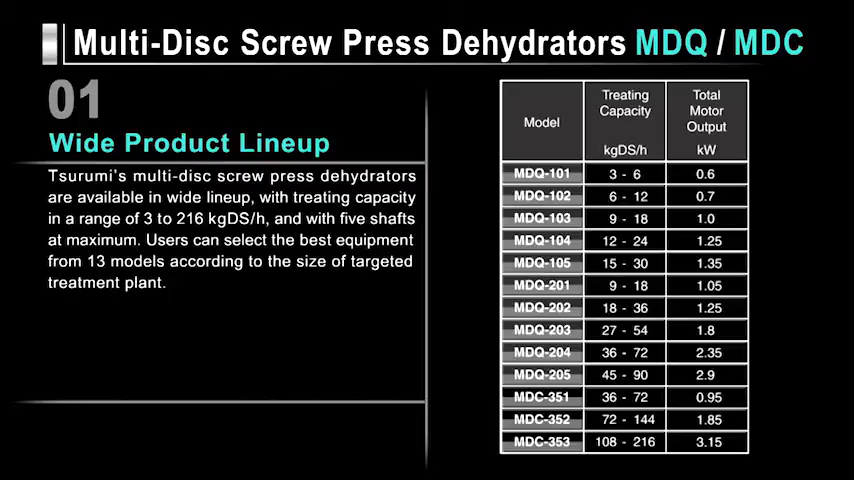 Multi-Disc Screw Press Dehydrators MDQ / MDC
01
Wide Product Lineup
Tsurumi's multi-disc screw press dehydrators
are available in wide lineup, with treating capacity
in a range of 3 to 216 kgDS/h, and with five shafts
at maximum. Users can select the best equipment
from 13 models according to the size of targeted
treatment plant.
Model Treating Capacity kgDS/h Total Motor Output kW
MDQ-101 3 - 6 0.6
MDQ-102 6 - 12 0.7
MDQ-103 9 - 18 1.0
MDQ-104 12 - 24 1.25
MDQ-105 15 - 30 1.35
MDQ-201 9 - 18 1.05
MDQ-202 18 - 36 1.25
MDQ-203 27 - 54 1.8
MDQ-204 36 - 72 2.35
MDQ-205 45 - 90 2.9
MDC-351 36 - 72 0.95
MDC-352 72 - 144 1.85
MDC-353 108 - 216 3.15